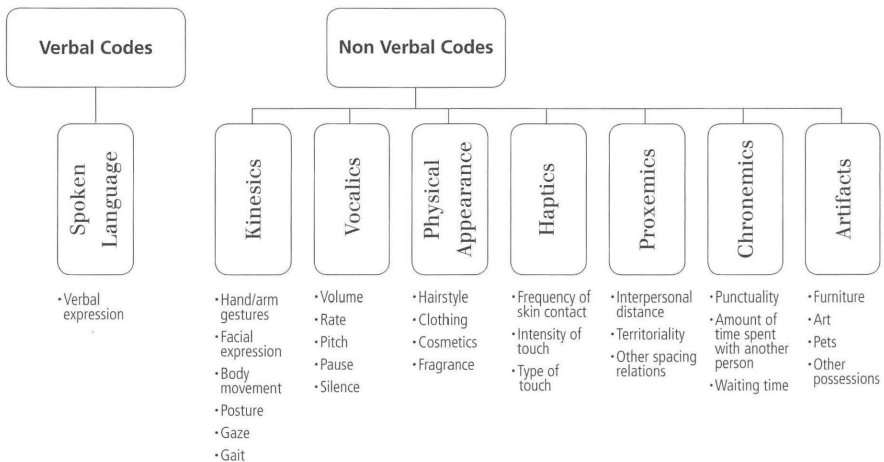 Verbal Codes
Non Verbal Codes
Spoken
Language
Kinesics
Vocalics
Physical
Appearance
Haptics
Proxemics
Chronemics
Artifacts
•Verbal
expression
•Hand/arm
gestures
•Facial
expression
•Body
movement
•Posture
•Gaze
•Gait
•Volume
•Rate
•Pitch
•Pause
•Silence
•Hairstyle
•Clothing
•Cosmetics
•Fragrance
•Frequency of
skin contact
•Intensity of
touch
•Type of
touch
•Interpersonal
distance
•Territoriality
•Other spacing
relations
•Punctuality
•Amount of
time spent
with another
person
•Waiting time
•Furniture
•Art
•Pets
•Other
possessions